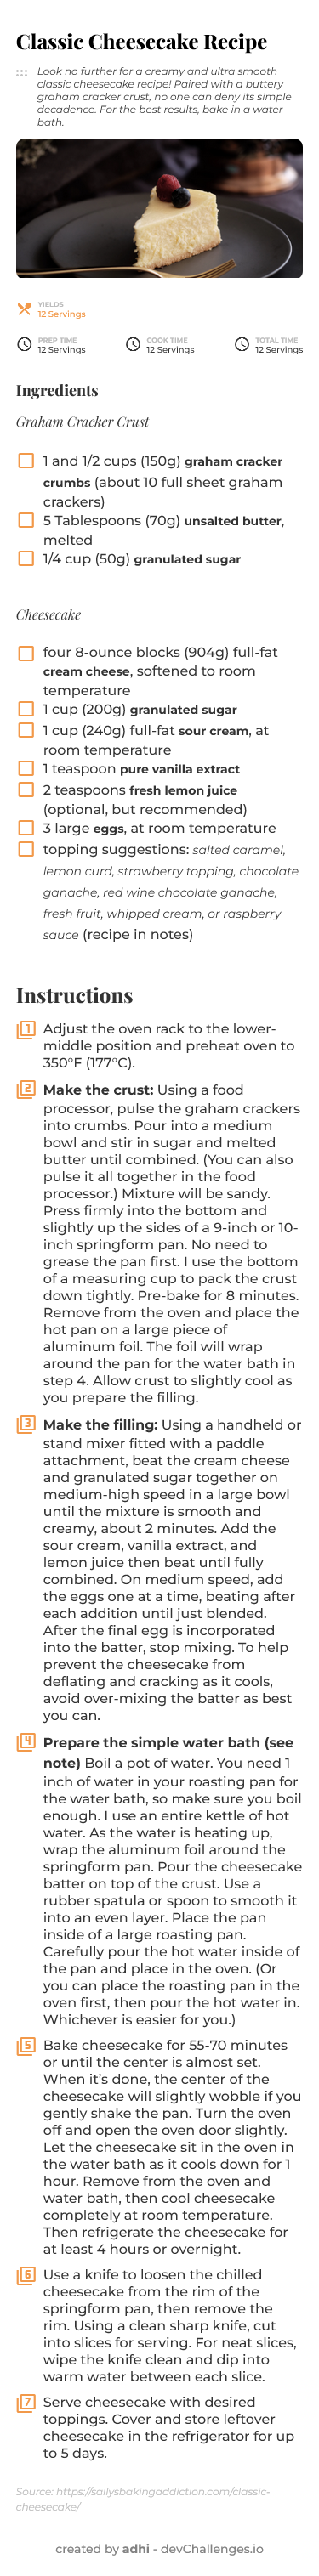 Classic Cheesecake Recipe
Look no further for a creamy and ultra smooth
classic cheesecake recipe! Paired with a buttery
graham cracker crust, no one can deny its simple
decadence. For the best results, bake in a water
bath.
YIELDS
12 Servings
PREP TIME
12 Servings
COOK TIME
12 Servings
TOTAL TIME
12 Servings
Ingredients
Graham Cracker Crust
1 and 1/2 cups (150g) graham cracker
crumbs (about 10 full sheet graham
crackers)
5 Tablespoons (70g) unsalted butter,
melted
1/4 cup (50g) granulated sugar
Cheesecake
four 8-ounce blocks (904g) full-fat
cream cheese, softened to room
temperature
1 cup (200g) granulated sugar
1 cup (240g) full-fat sour cream, at
room temperature
1 teaspoon pure vanilla extract
2 teaspoons fresh lemon juice
(optional, but recommended)
3 large eggs, at room temperature
topping suggestions: salted caramel,
lemon curd, strawberry topping, chocolate
ganache, red wine chocolate ganache,
fresh fruit, whipped cream, or raspberry
sauce (recipe in notes)
Instructions
1 Adjust the oven rack to the lower-
middle position and preheat oven to
350°F (177°C).
2 Make the crust: Using a food
processor, pulse the graham crackers
into crumbs. Pour into a medium
bowl and stir in sugar and melted
butter until combined. (You can also
pulse it all together in the food
processor.) Mixture will be sandy.
Press firmly into the bottom and
slightly up the sides of a 9-inch or 10-
inch springform pan. No need to
grease the pan first. I use the bottom
of a measuring cup to pack the crust
down tightly. Pre-bake for 8 minutes.
Remove from the oven and place the
hot pan on a large piece of
aluminum foil. The foil will wrap
around the pan for the water bath in
step 4. Allow crust to slightly cool as
you prepare the filling.
3 Make the filling: Using a handheld or
stand mixer fitted with a paddle
attachment, beat the cream cheese
and granulated sugar together on
medium-high speed in a large bowl
until the mixture is smooth and
creamy, about 2 minutes. Add the
sour cream, vanilla extract, and
lemon juice then beat until fully
combined. On medium speed, add
the eggs one at a time, beating after
each addition until just blended.
After the final egg is incorporated
into the batter, stop mixing. To help
prevent the cheesecake from
deflating and cracking as it cools,
avoid over-mixing the batter as best
you can.
4 Prepare the simple water bath (see
note) Boil a pot of water. You need 1
inch of water in your roasting pan for
the water bath, so make sure you boil
enough. I use an entire kettle of hot
water. As the water is heating up,
wrap the aluminum foil around the
springform pan. Pour the cheesecake
batter on top of the crust. Use a
rubber spatula or spoon to smooth it
into an even layer. Place the pan
inside of a large roasting pan.
Carefully pour the hot water inside of
the pan and place in the oven. (Or
you can place the roasting pan in the
oven first, then pour the hot water in.
Whichever is easier for you.)
5 Bake cheesecake for 55-70 minutes
or until the center is almost set.
When it's done, the center of the
cheesecake will slightly wobble if you
gently shake the pan. Turn the oven
off and open the oven door slightly.
Let the cheesecake sit in the oven in
the water bath as it cools down for 1
hour. Remove from the oven and
water bath, then cool cheesecake
completely at room temperature.
Then refrigerate the cheesecake for
at least 4 hours or overnight.
6 Use a knife to loosen the chilled
cheesecake from the rim of the
springform pan, then remove the
rim. Using a clean sharp knife, cut
into slices for serving. For neat slices,
wipe the knife clean and dip into
warm water between each slice.
7 Serve cheesecake with desired
toppings. Cover and store leftover
cheesecake in the refrigerator for up
to 5 days.
Source: https://sallysbakingaddiction.com/classic-
cheesecake/
created by adhi - devChallenges.io